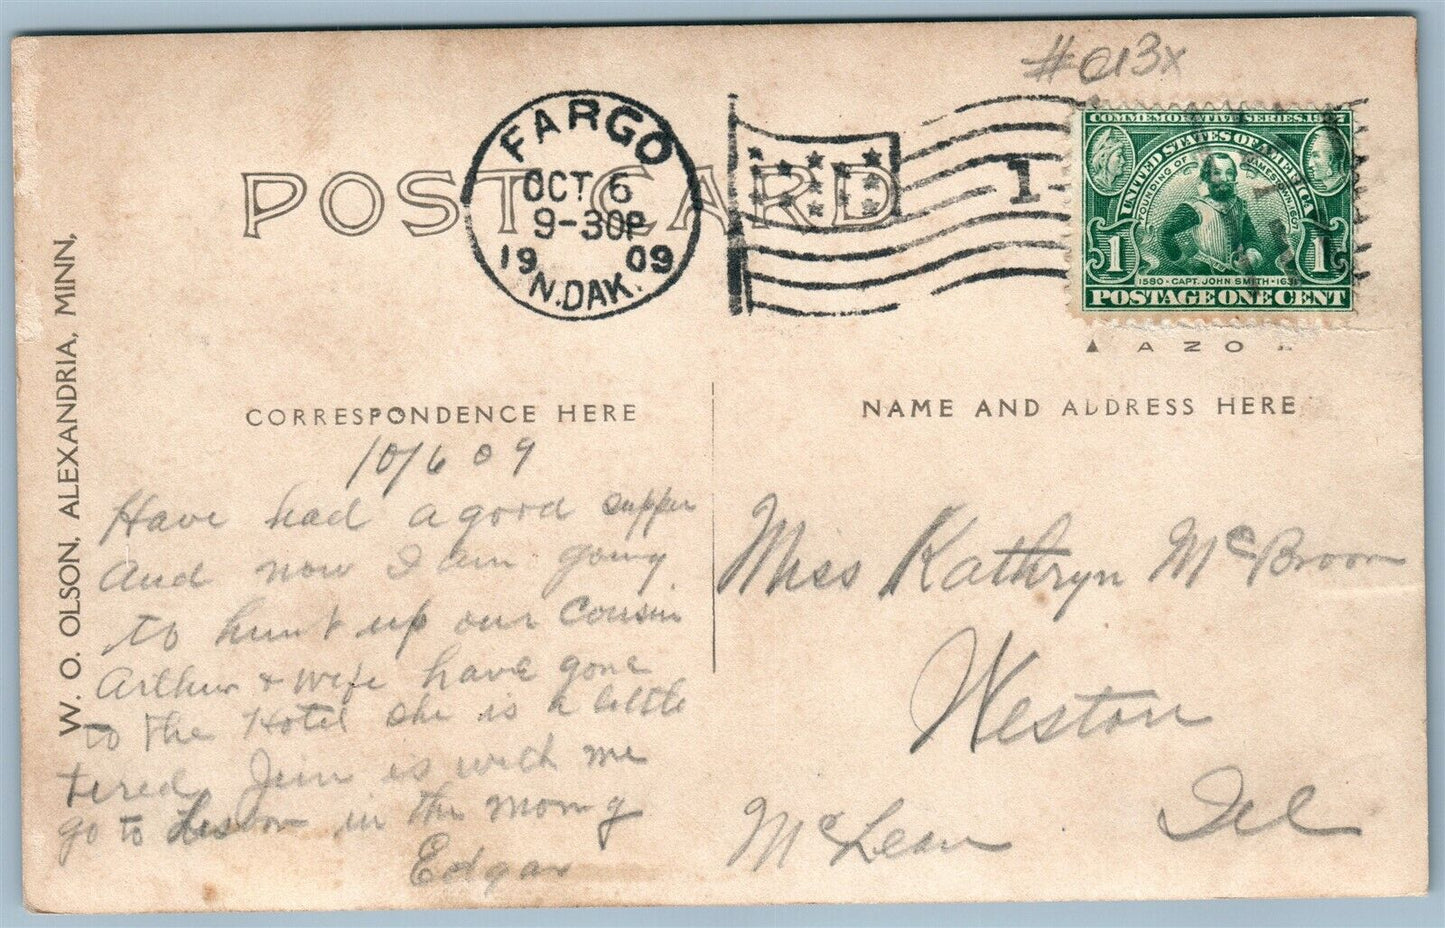 #013x
FARGO
OCT 6
9-30P
1909
N.DAK.
1
COMMEMORATIVE SERIES, 1907
UNITED STATES OF AMERICA
FOUNDING OF JAMESTOWN, 1607
1 1
1580 · CAPT. JOHN SMITH · 1631
POSTAGE ONE CENT
POST CARD
AZO
W. O. OLSON, ALEXANDRIA, MINN.
CORRESPONDENCE HERE
10/6 09
Have had a good supper
and now I am going
to hunt up our Cousin
Arthur & wife have gone
to the Hotel she is a little
tired. Jim is with me
go to Lisbon in the morng
Edgar
NAME AND ADDRESS HERE
Miss Kathryn McBroom
Weston
McLean Ill